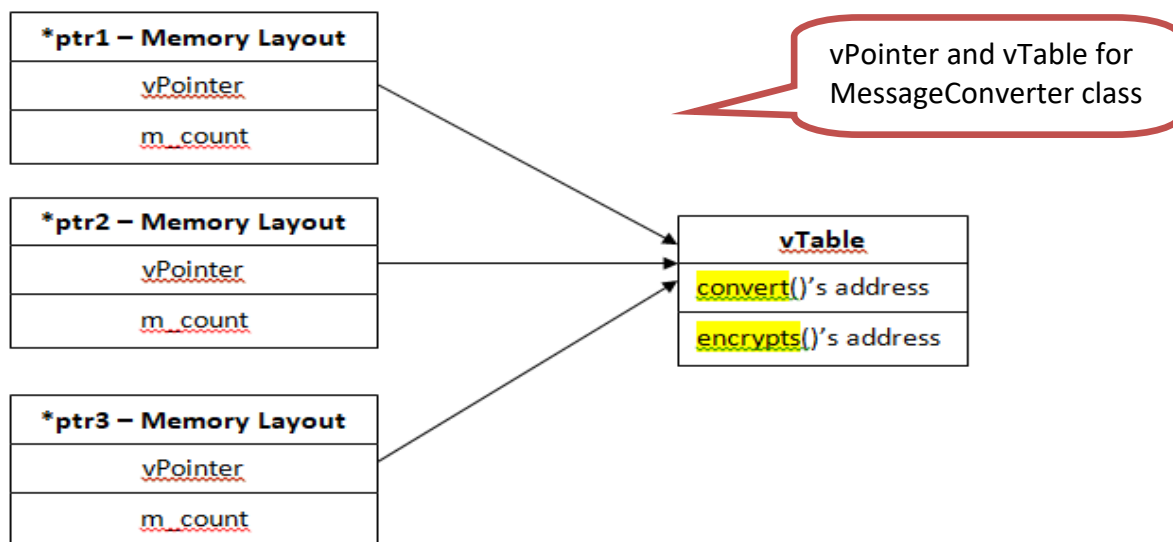 *ptr1 – Memory Layout
vPointer
m_count
vPointer and vTable for
MessageConverter class
*ptr2 – Memory Layout
vPointer
m_count
vTable
convert()'s address
encrypts()'s address
*ptr3 – Memory Layout
vPointer
m_count